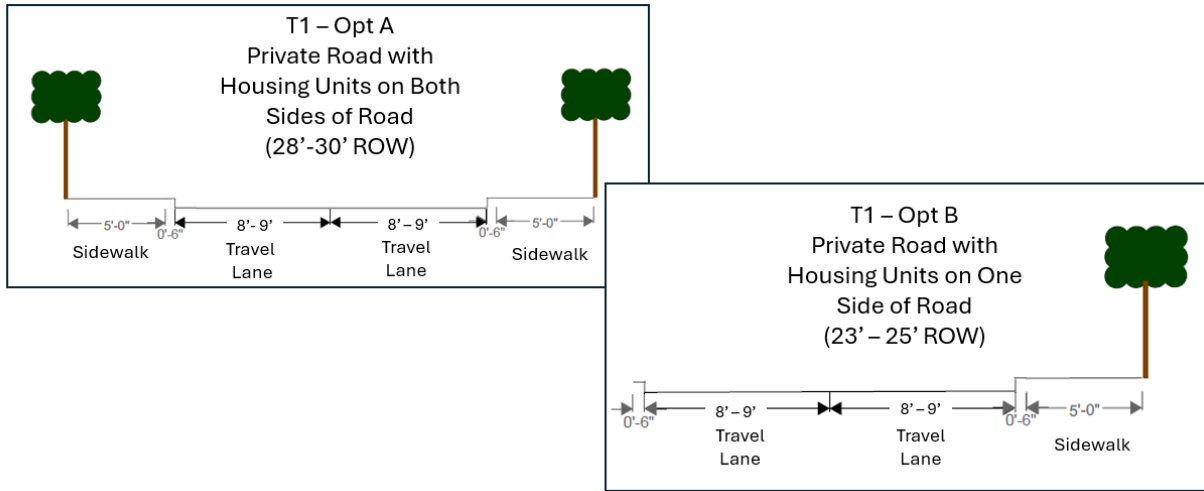 T1 – Opt A
Private Road with
Housing Units on Both
Sides of Road
(28’-30’ ROW)
5'-0" 0'-6" 8’- 9’ 8’ – 9’ 0'-6" 5'-0"
Sidewalk Travel Lane Travel Lane Sidewalk
T1 – Opt B
Private Road with
Housing Units on One
Side of Road
(23’ – 25’ ROW)
0'-6" 8’ – 9’ 8’ – 9’ 0'-6" 5'-0"
Travel Lane Travel Lane Sidewalk